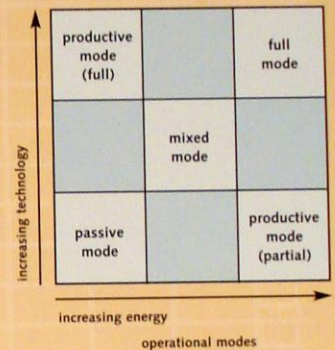 productive
mode
(full)
full
mode
mixed
mode
passive
mode
productive
mode
(partial)
increasing technology
increasing energy
operational modes